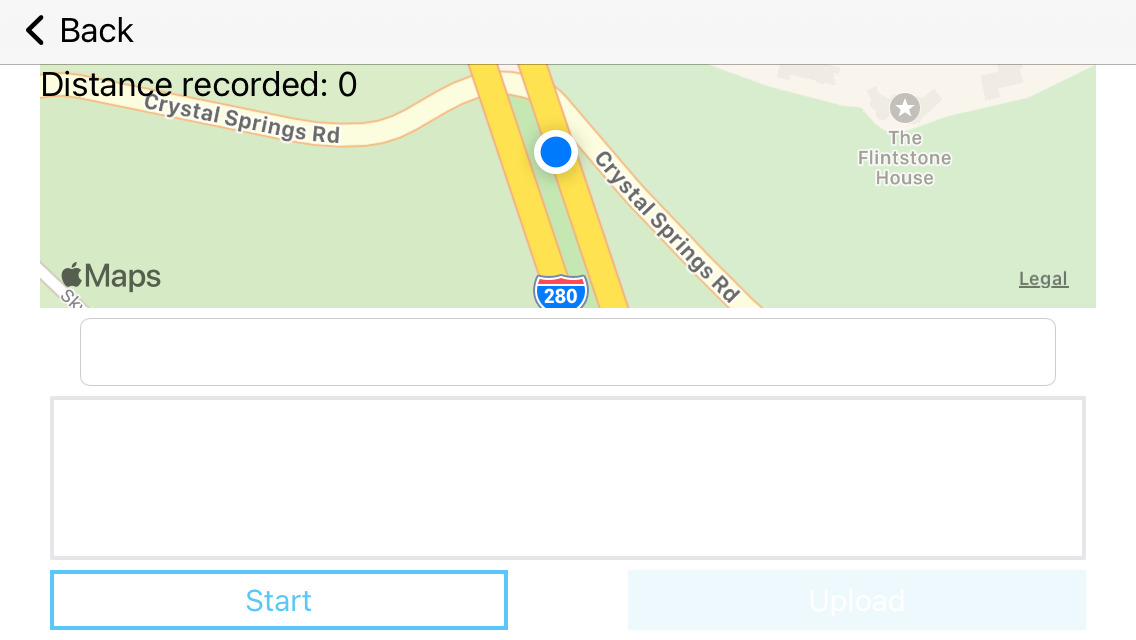 Back
Distance recorded: 0
Crystal Springs Rd
The
Flintstone
House
Crystal Springs Rd
Maps
Legal
280
Start
Upload